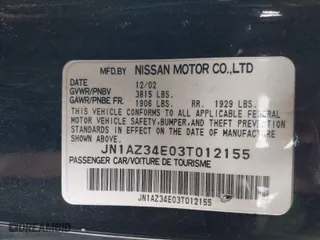 MFD.BY NISSAN MOTOR CO.,LTD
DATE 12/02
GVWR/PNBV 3815 LBS.
GAWR/PNBE FR. 1906 LBS. RR. 1929 LBS.
THIS VEHICLE CONFORMS TO ALL APPLICABLE FEDERAL
MOTOR VEHICLE SAFETY,BUMPER,AND THEFT PREVENTION
STANDARDS IN EFFECT ON THE DATE OF MANUFACTURE
SHOWN ABOVE.
JN1AZ34E03T012155
PASSENGER CAR/VOITURE DE TOURISME
JN1AZ34E03T012155
DREAMBID